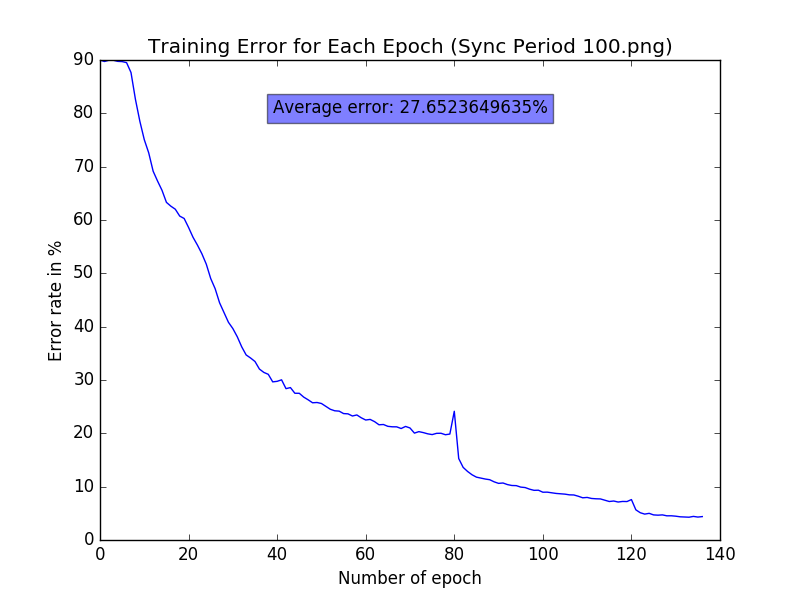 Training Error for Each Epoch (Sync Period 100.png)
Average error: 27.6523649635%
Error rate in %
90
80
70
60
50
40
30
20
10
0
0 20 40 60 80 100 120 140
Number of epoch